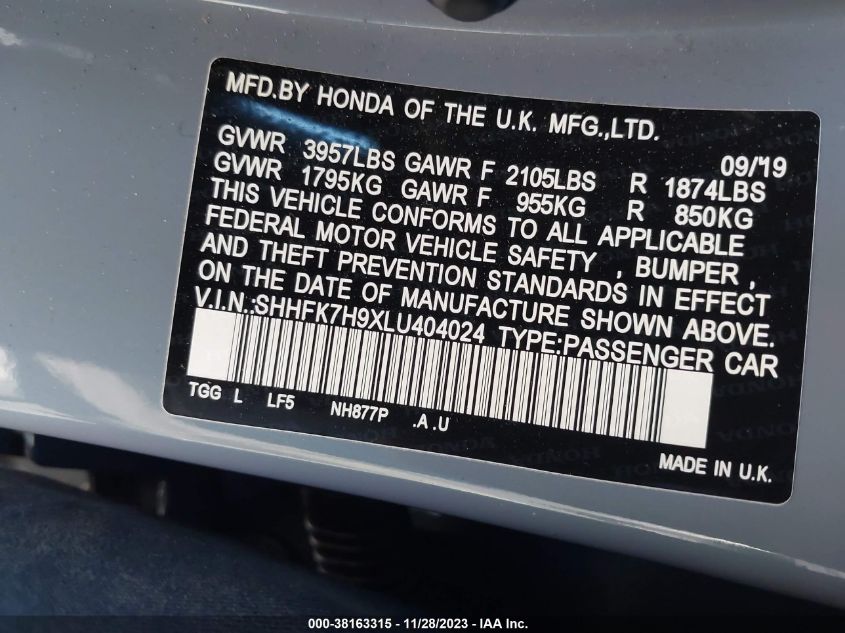 MFD.BY HONDA OF THE U.K. MFG.,LTD.
09/19
GVWR 3957LBS GAWR F 2105LBS R 1874LBS
GVWR 1795KG GAWR F 955KG R 850KG
THIS VEHICLE CONFORMS TO ALL APPLICABLE
FEDERAL MOTOR VEHICLE SAFETY , BUMPER ,
AND THEFT PREVENTION STANDARDS IN EFFECT
ON THE DATE OF MANUFACTURE SHOWN ABOVE.
V.I.N.:SHHFK7H9XLU404024 TYPE:PASSENGER CAR
TGG L LF5 NH877P .A .U
MADE IN U.K.
000-38163315 - 11/28/2023 - IAA Inc.